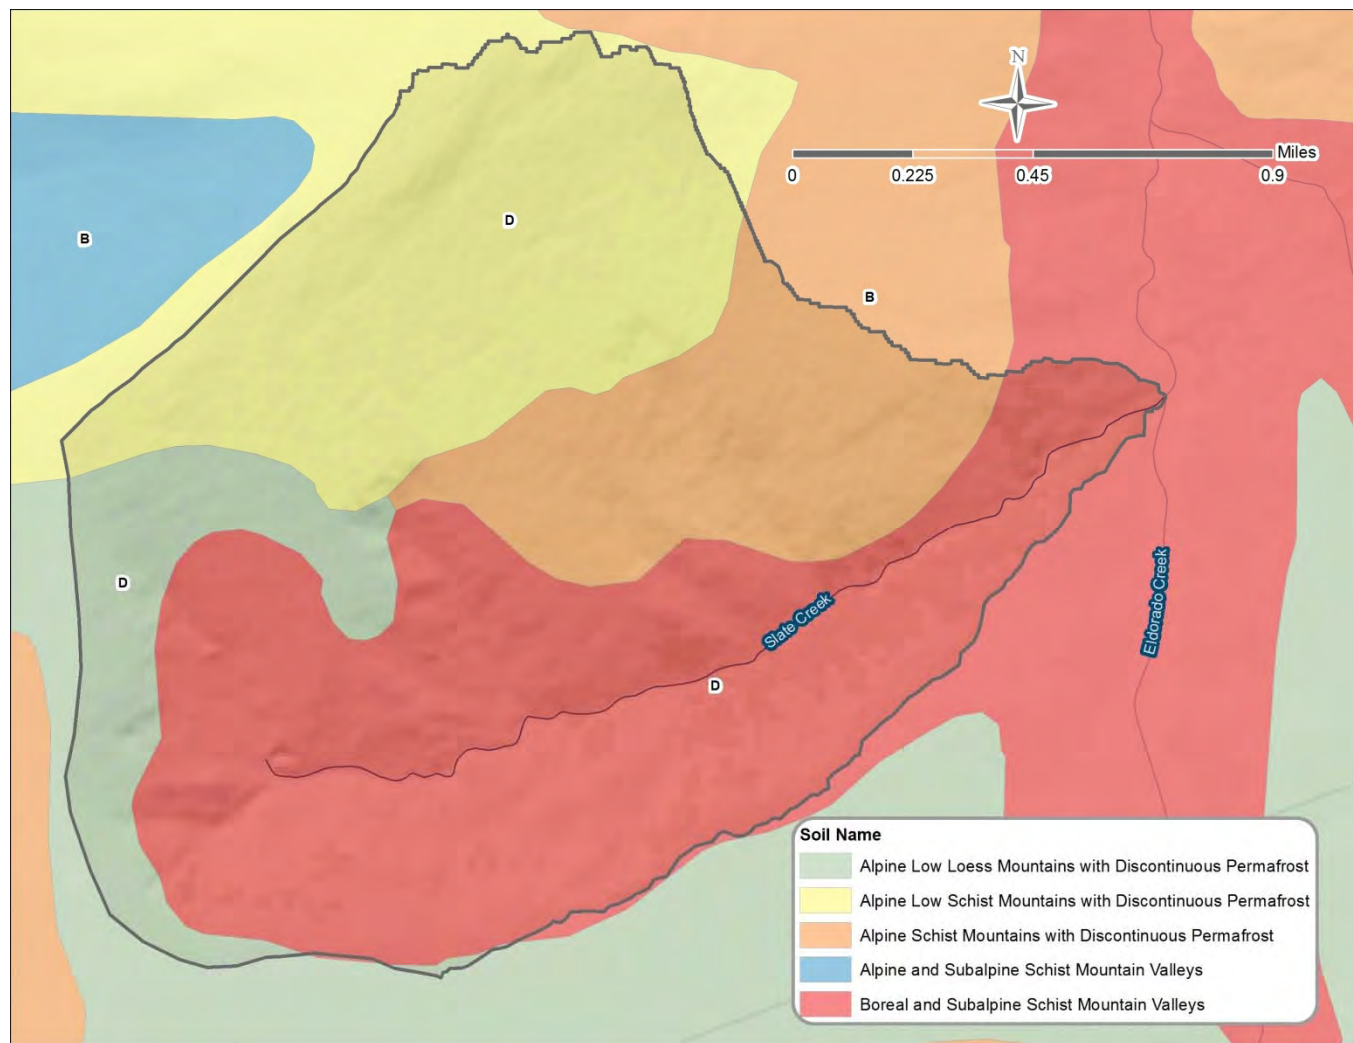 N
Miles
0 0.225 0.45 0.9
D
B
B
D
Slate Creek
Eldorado Creek
D
Soil Name
Alpine Low Loess Mountains with Discontinuous Permafrost
Alpine Low Schist Mountains with Discontinuous Permafrost
Alpine Schist Mountains with Discontinuous Permafrost
Alpine and Subalpine Schist Mountain Valleys
Boreal and Subalpine Schist Mountain Valleys